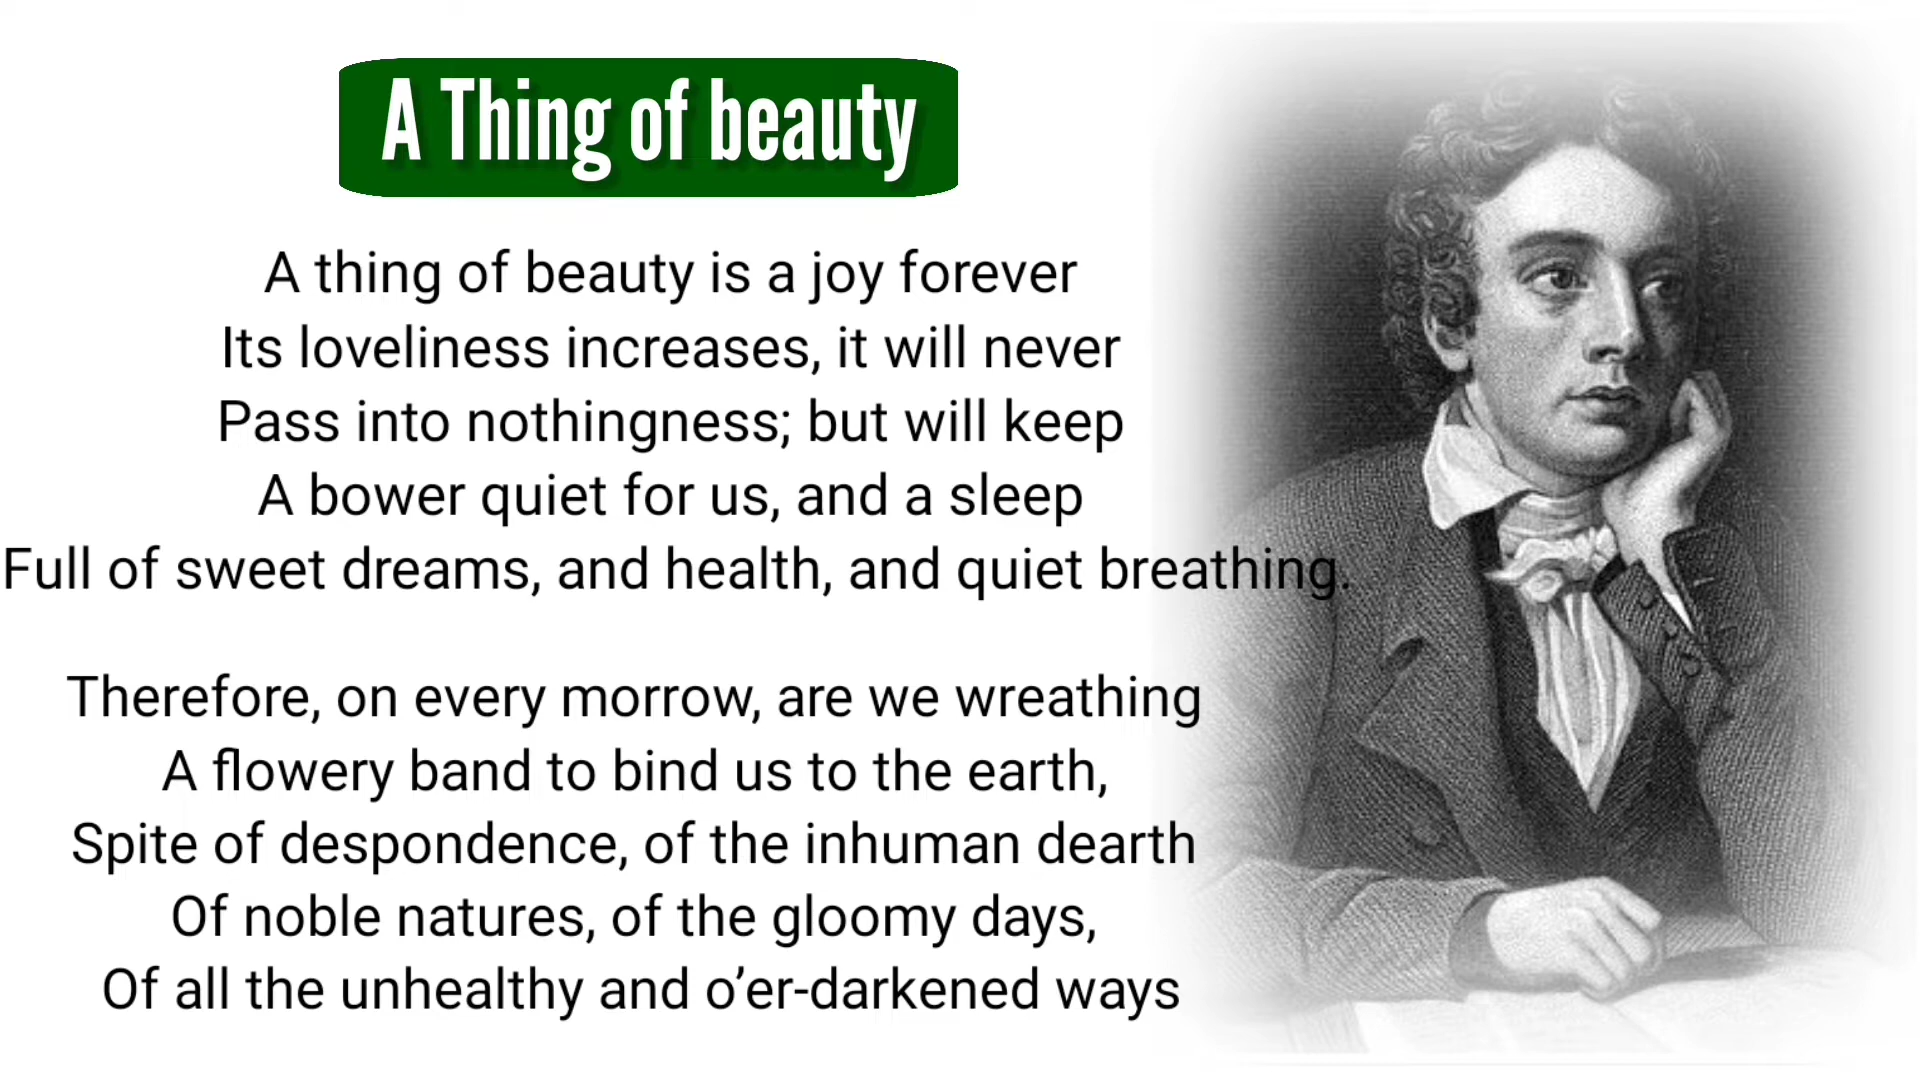 A Thing of beauty
A thing of beauty is a joy forever
Its loveliness increases, it will never
Pass into nothingness; but will keep
A bower quiet for us, and a sleep
Full of sweet dreams, and health, and quiet breathing.
Therefore, on every morrow, are we wreathing
A flowery band to bind us to the earth,
Spite of despondence, of the inhuman dearth
Of noble natures, of the gloomy days,
Of all the unhealthy and o’er-darkened ways